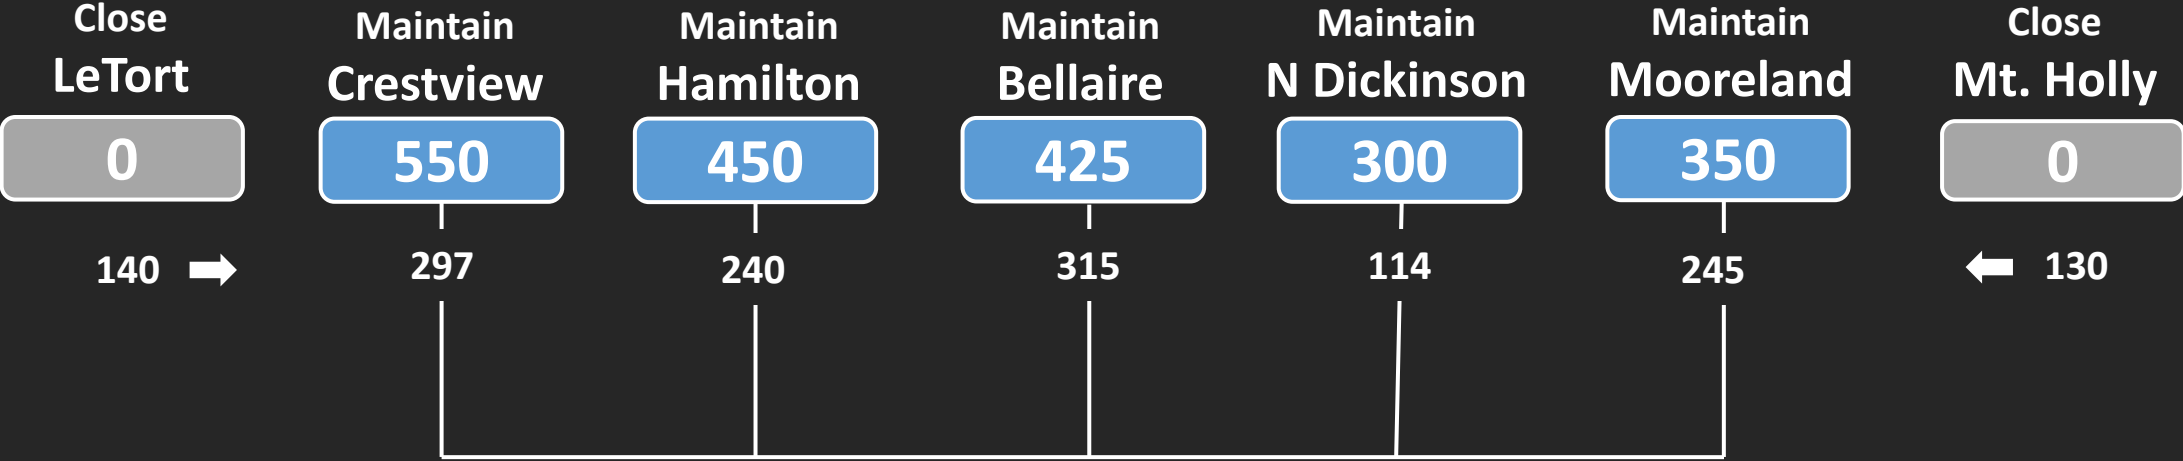 Close
LeTort
0
140
Maintain
Crestview
550
297
Maintain
Hamilton
450
240
Maintain
Bellaire
425
315
Maintain
N Dickinson
300
114
Maintain
Mooreland
350
245
Close
Mt. Holly
0
130